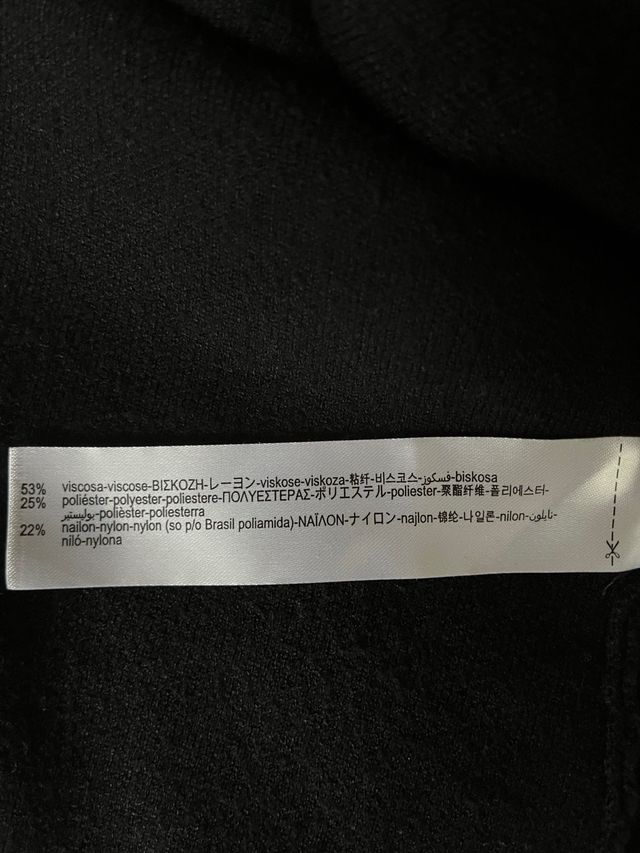 53% viscosa-viscose-ΒΙΣΚΟΖΗ-レーヨン-viskose-viskoza-粘纤-비스코스-فسكوز-biskosa
25% poliéster-polyester-poliestere-ΠΟΛΥΕΣΤΕΡΑΣ-ポリエステル-poliester-聚酯纤维-폴리에스터-
بوليستير-polièster-poliesterra
22% nailon-nylon-nylon (so p/o Brasil poliamida)-ΝΑΪΛΟΝ-ナイロン-najlon-锦纶-나일론-nilon-نايلون-
niló-nylona